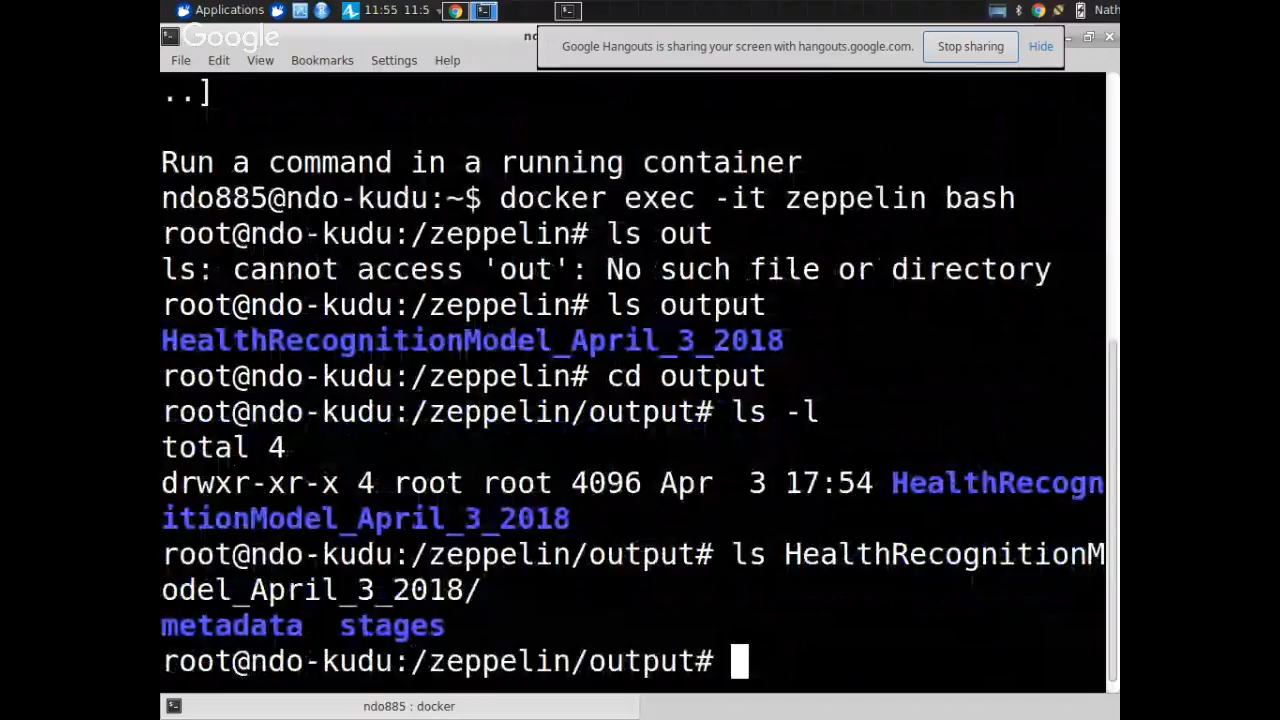 Applications 11:55 11:5 Nath
Google
nd
Google Hangouts is sharing your screen with hangouts.google.com. Stop sharing Hide
File Edit View Bookmarks Settings Help
..]
Run a command in a running container
ndo885@ndo-kudu:~$ docker exec -it zeppelin bash
root@ndo-kudu:/zeppelin# ls out
ls: cannot access 'out': No such file or directory
root@ndo-kudu:/zeppelin# ls output
HealthRecognitionModel_April_3_2018
root@ndo-kudu:/zeppelin# cd output
root@ndo-kudu:/zeppelin/output# ls -l
total 4
drwxr-xr-x 4 root root 4096 Apr  3 17:54 HealthRecogn
itionModel_April_3_2018
root@ndo-kudu:/zeppelin/output# ls HealthRecognitionM
odel_April_3_2018/
metadata  stages
root@ndo-kudu:/zeppelin/output#
ndo885 : docker